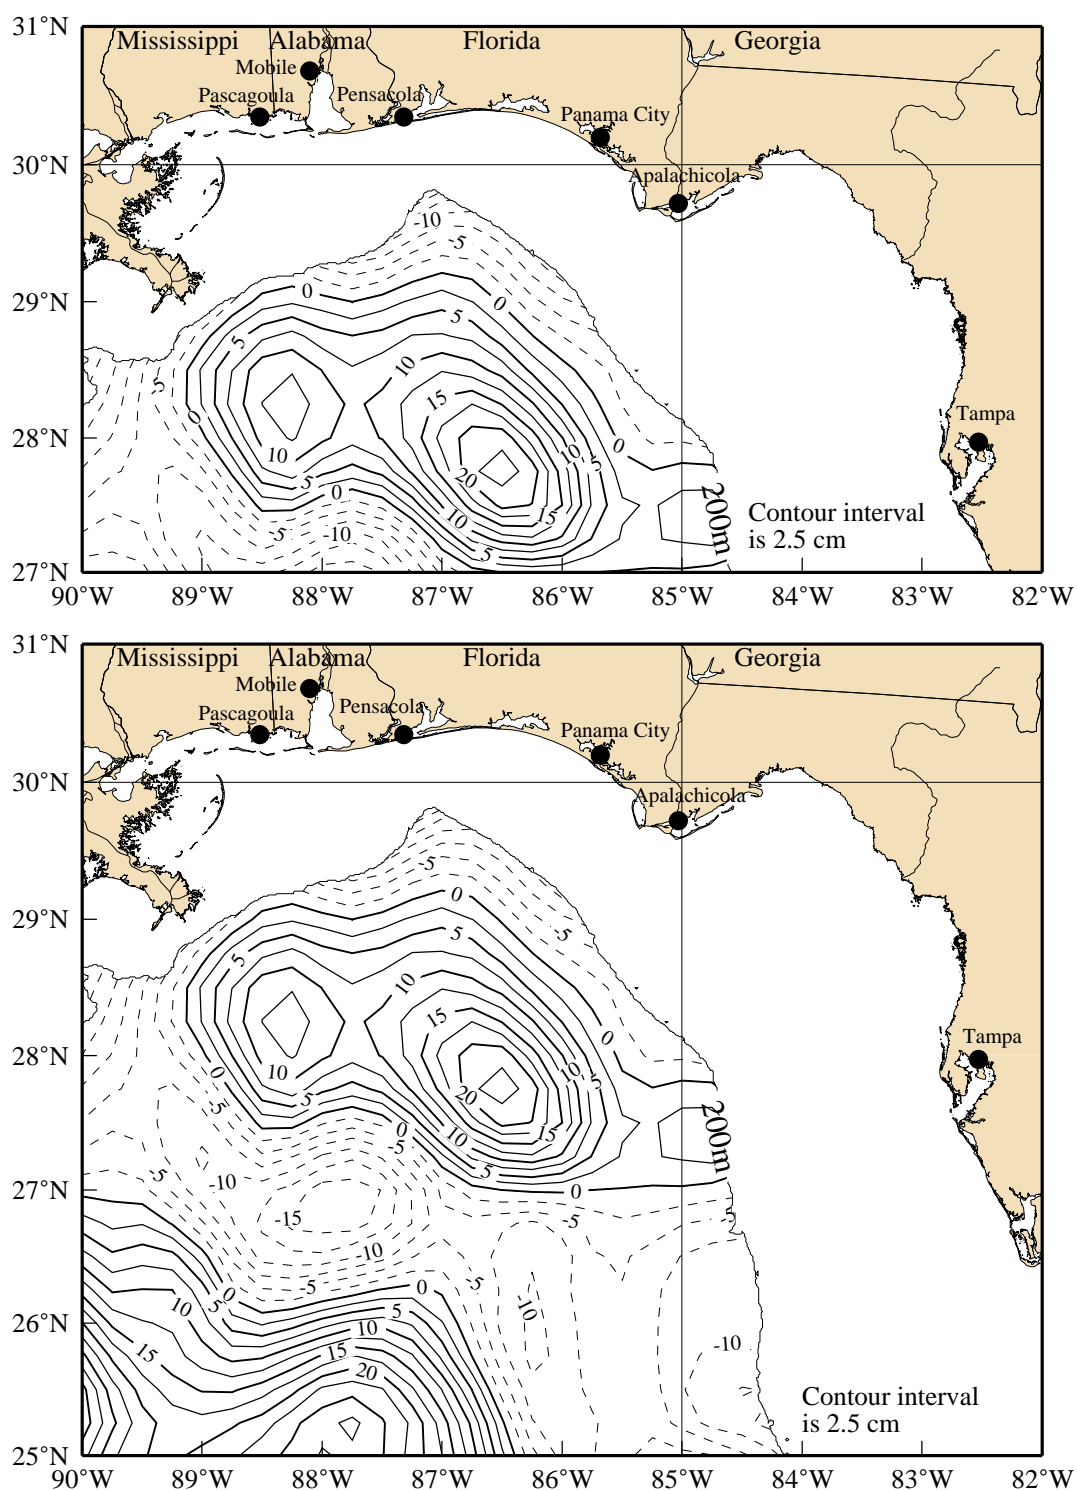 31°N
Mississippi Alabama Florida Georgia
Mobile
Pascagoula Pensacola
Panama City
30°N
Apalachicola
-10
-5
29°N
0
0
5
5
10
-5
15
0
Tampa
0
28°N
10
10
5
20
5
0
200m
10
15
Contour interval
-5
-10
is 2.5 cm
5
27°N
90°W 89°W 88°W 87°W 86°W 85°W 84°W 83°W 82°W
31°N
Mississippi Alabama Florida Georgia
Mobile
Pensacola
Pascagoula
Panama City
30°N
Apalachicola
-5
0
29°N
5
-5
5
10
15
0
Tampa
28°N
0
10
10
5
20
-5
5
0
200m
10
15
-5
-5
5
-10
27°N
0
-15
-5
-5
-10
-5
-5
0
0
10
5
-10
5
26°N
10
-10
15
15
20
Contour interval
is 2.5 cm
25°N
90°W 89°W 88°W 87°W 86°W 85°W 84°W 83°W 82°W